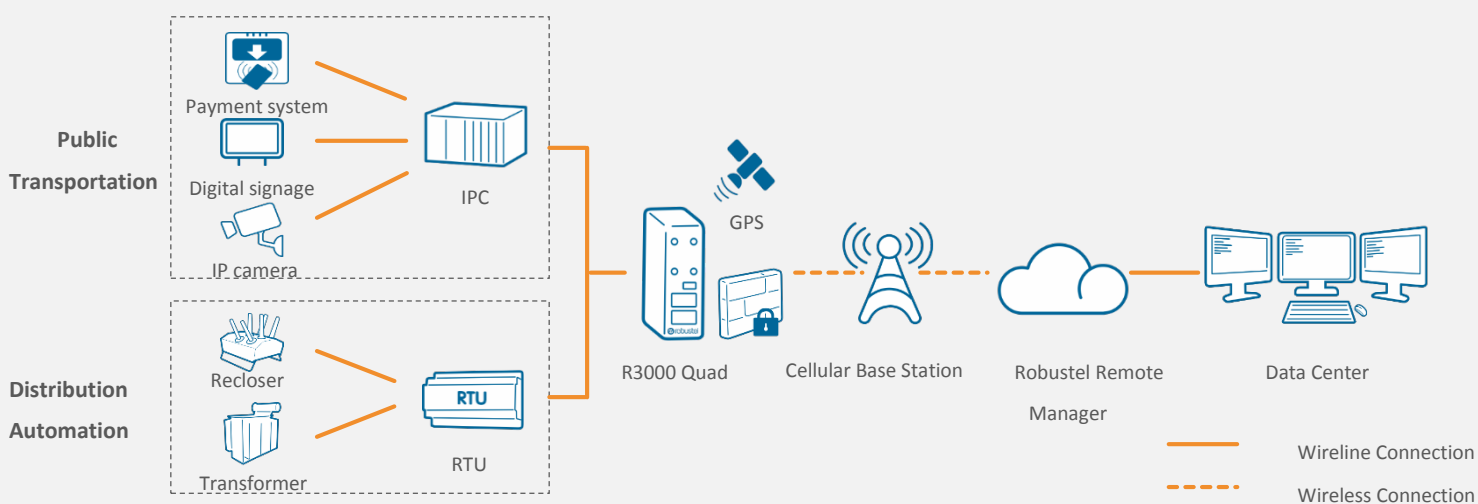 Public
Transportation
Payment system
Digital signage
IP camera
IPC
Distribution
Automation
Recloser
Transformer
RTU
RTU
robustel
R3000 Quad
GPS
Cellular Base Station
Robustel Remote
Manager
Data Center
Wireline Connection
Wireless Connection